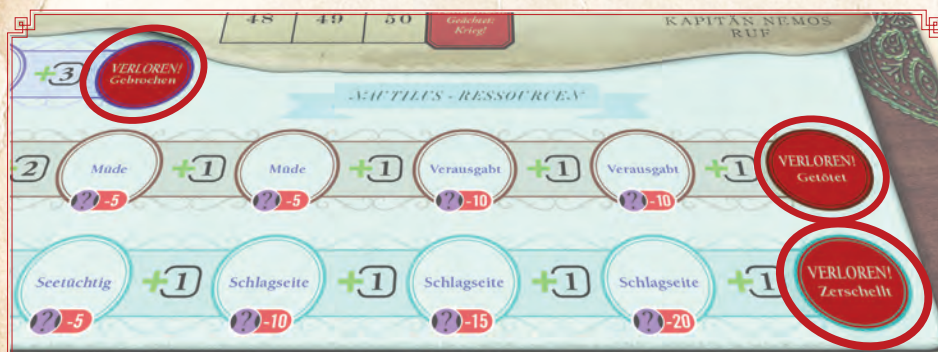 48 49 50 Geächtet:
Krieg!
KAPITÄN NEMOS
RUF
+3 VERLOREN!
Gebrochen
NAUTILUS-RESSOURCEN
2 Müde +1 Müde +1 Verausgabt +1 Verausgabt +1 VERLOREN!
Getötet
? -5 ? -5 ? -10 ? -10
Seetüchtig +1 Schlagseite +1 Schlagseite +1 Schlagseite +1 VERLOREN!
Zerschellt
? -5 ? -10 ? -15 ? -20